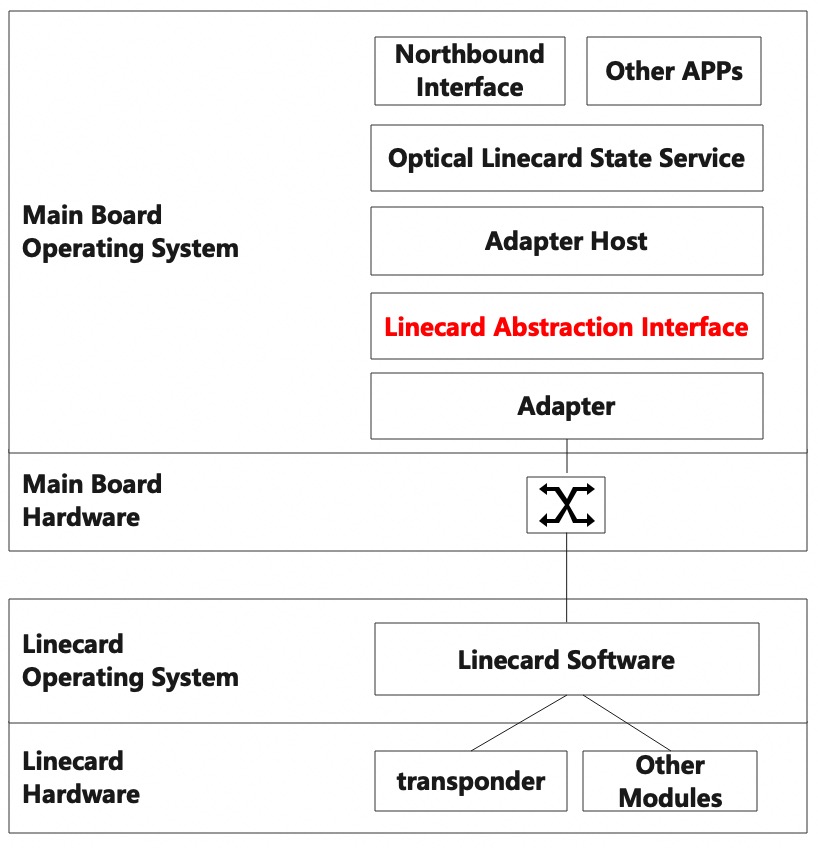 Northbound
Interface
Other APPs
Optical Linecard State Service
Main Board
Operating System
Adapter Host
Linecard Abstraction Interface
Adapter
Main Board
Hardware
Linecard
Operating System
Linecard Software
Linecard
Hardware
transponder
Other
Modules